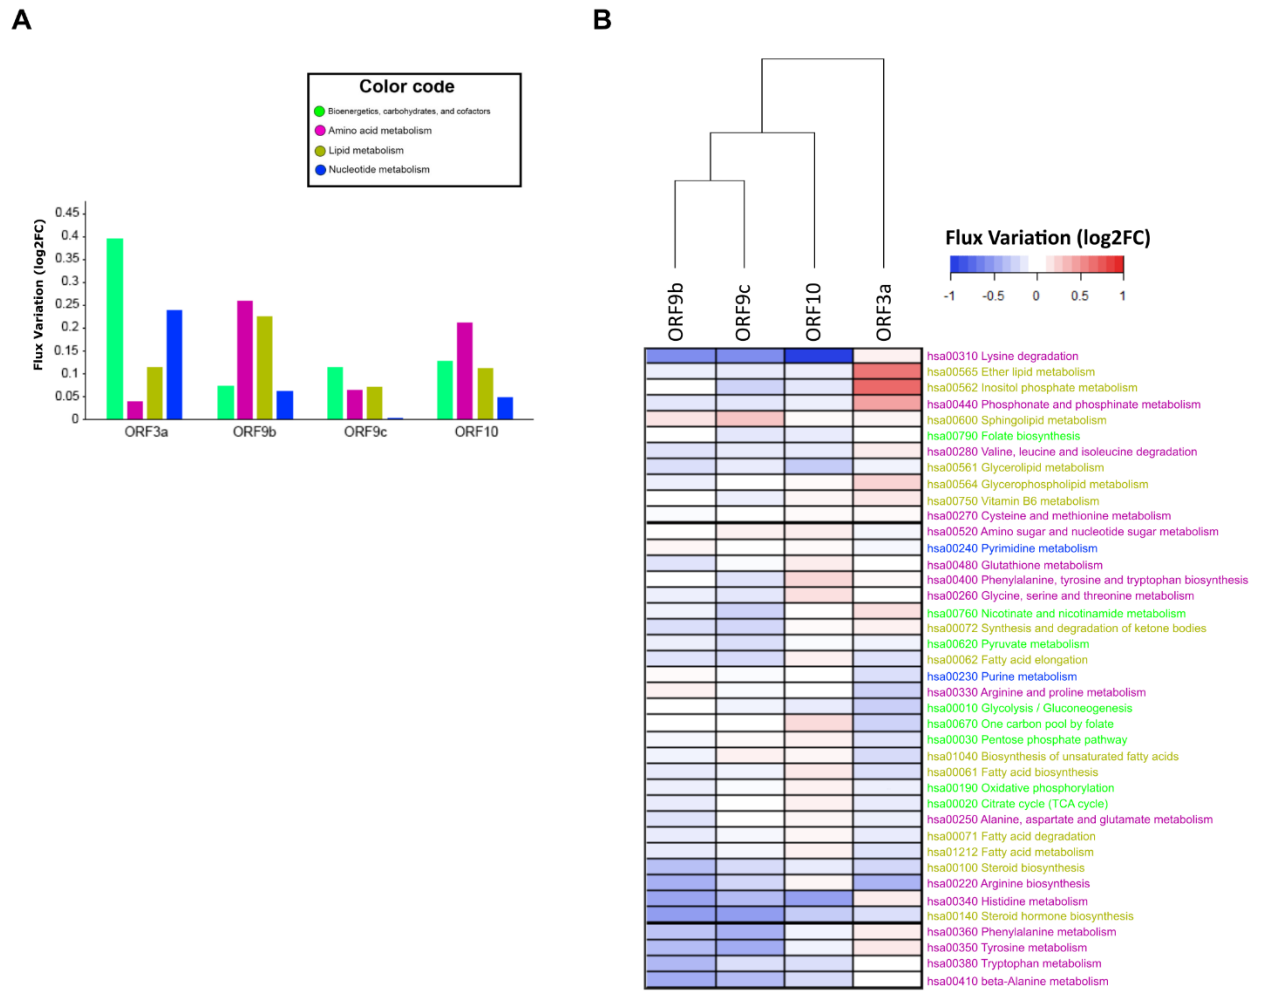 A
Color code
Bioenergetics, carbohydrates, and cofactors
Amino acid metabolism
Lipid metabolism
Nucleotide metabolism
Flux Variation (log2FC)
0.45
0.4
0.35
0.3
0.25
0.2
0.15
0.1
0.05
0
ORF3a
ORF9b
ORF9c
ORF10
B
Flux Variation (log2FC)
-1 -0.5 0 0.5 1
ORF9b
ORF9c
ORF10
ORF3a
hsa00310 Lysine degradation
hsa00565 Ether lipid metabolism
hsa00562 Inositol phosphate metabolism
hsa00440 Phosphonate and phosphinate metabolism
hsa00600 Sphingolipid metabolism
hsa00790 Folate biosynthesis
hsa00280 Valine, leucine and isoleucine degradation
hsa00561 Glycerolipid metabolism
hsa00564 Glycerophospholipid metabolism
hsa00750 Vitamin B6 metabolism
hsa00270 Cysteine and methionine metabolism
hsa00520 Amino sugar and nucleotide sugar metabolism
hsa00240 Pyrimidine metabolism
hsa00480 Glutathione metabolism
hsa00400 Phenylalanine, tyrosine and tryptophan biosynthesis
hsa00260 Glycine, serine and threonine metabolism
hsa00760 Nicotinate and nicotinamide metabolism
hsa00072 Synthesis and degradation of ketone bodies
hsa00620 Pyruvate metabolism
hsa00062 Fatty acid elongation
hsa00230 Purine metabolism
hsa00330 Arginine and proline metabolism
hsa00010 Glycolysis / Gluconeogenesis
hsa00670 One carbon pool by folate
hsa00030 Pentose phosphate pathway
hsa01040 Biosynthesis of unsaturated fatty acids
hsa00061 Fatty acid biosynthesis
hsa00190 Oxidative phosphorylation
hsa00020 Citrate cycle (TCA cycle)
hsa00250 Alanine, aspartate and glutamate metabolism
hsa00071 Fatty acid degradation
hsa01212 Fatty acid metabolism
hsa00100 Steroid biosynthesis
hsa00220 Arginine biosynthesis
hsa00340 Histidine metabolism
hsa00140 Steroid hormone biosynthesis
hsa00360 Phenylalanine metabolism
hsa00350 Tyrosine metabolism
hsa00380 Tryptophan metabolism
hsa00410 beta-Alanine metabolism